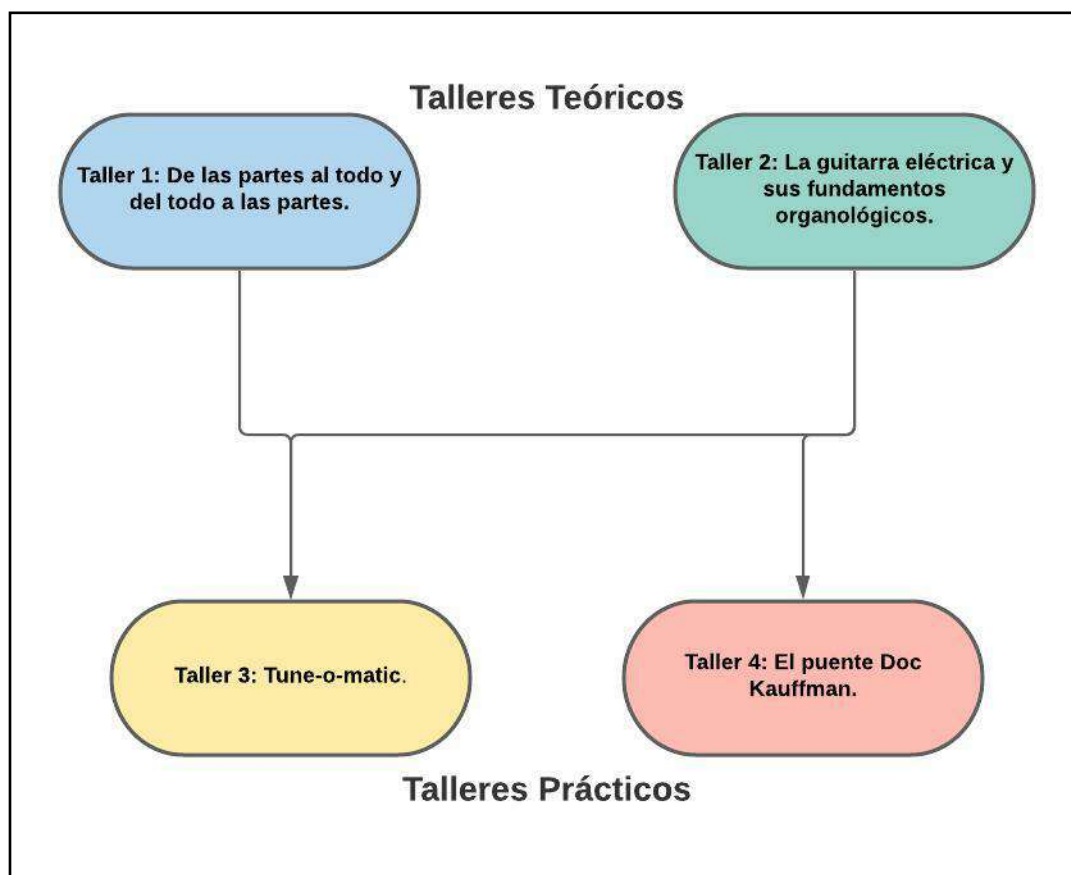 Talleres Teóricos
Taller 1: De las partes al todo y
del todo a las partes.
Taller 2: La guitarra eléctrica y
sus fundamentos
organológicos.
Taller 3: Tune-o-matic.
Taller 4: El puente Doc
Kauffman.
Talleres Prácticos